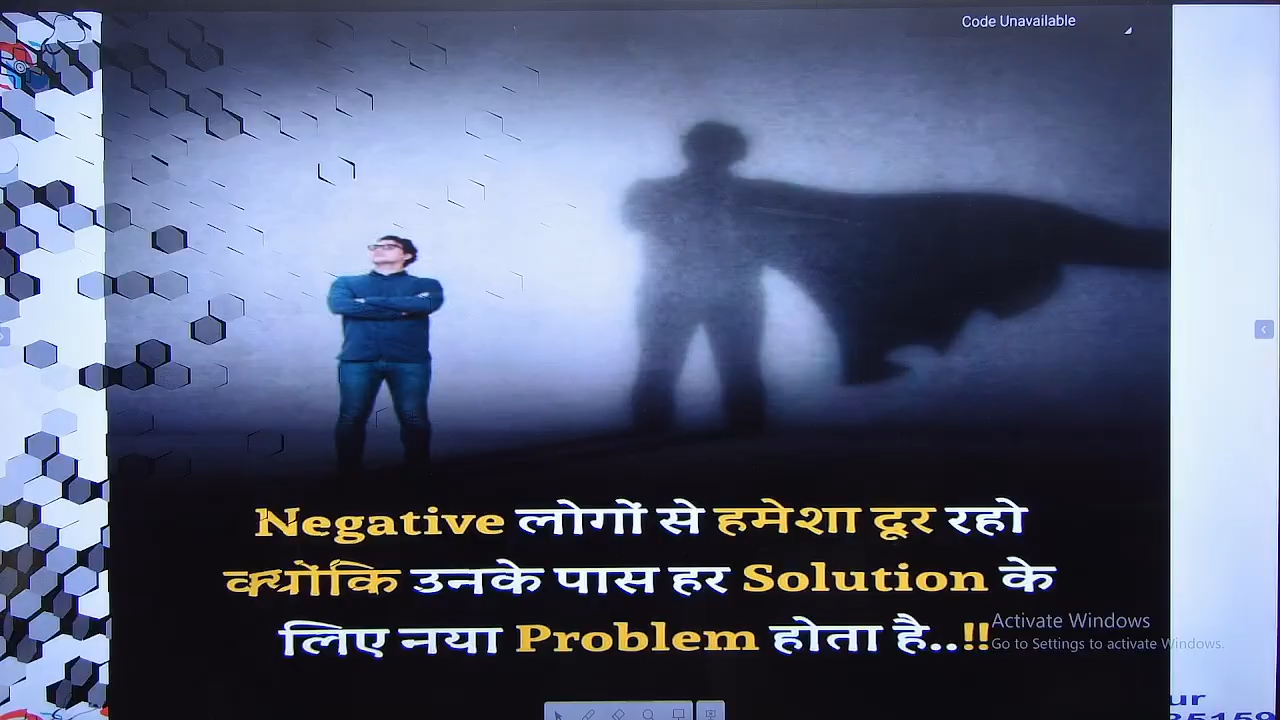 Code Unavailable
Negative लोगों से हमेशा दूर रहो
क्योंकि उनके पास हर Solution के
लिए नया Problem होता है..!!
Activate Windows
Go to Settings to activate Windows.